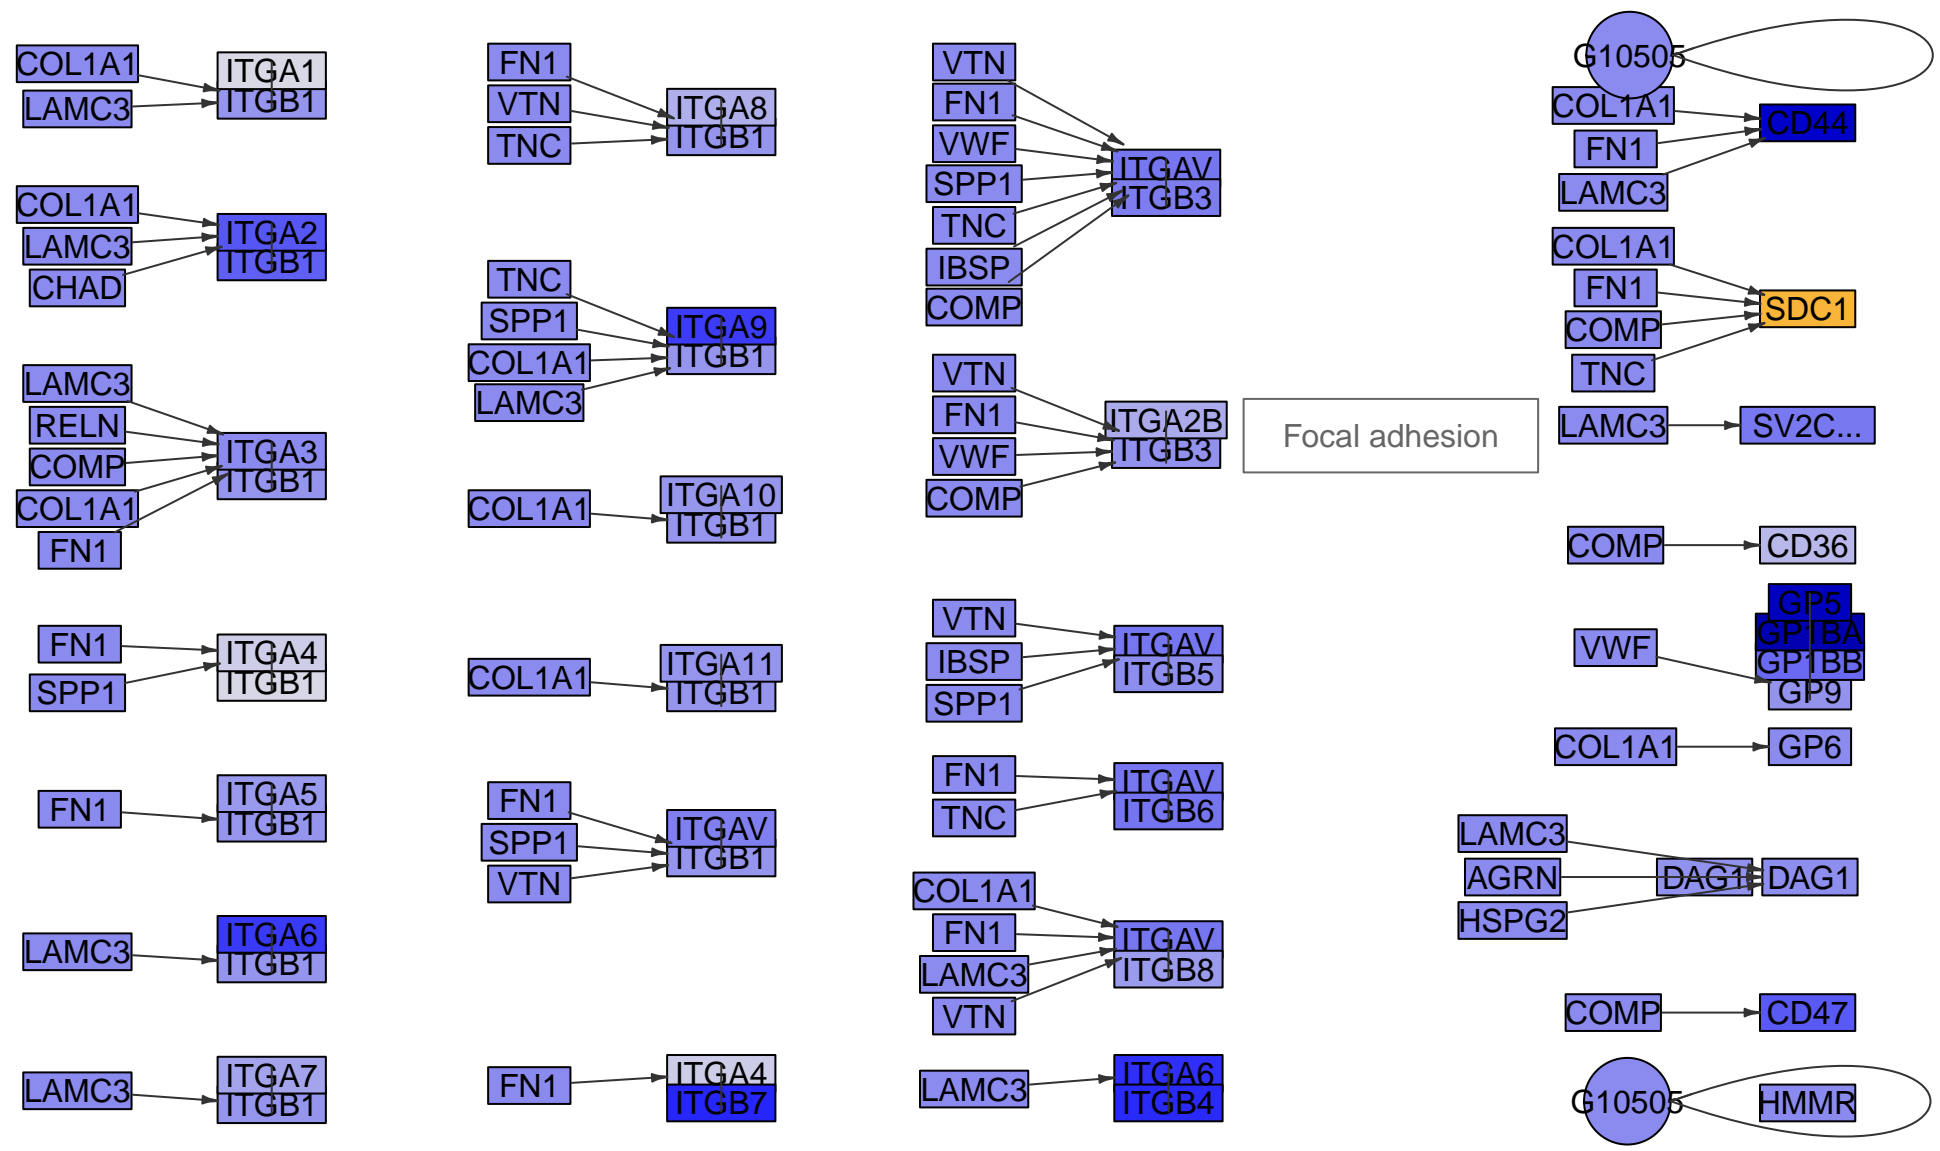 COL1A1
LAMC3
ITGA1
ITGB1
COL1A1
LAMC3
CHAD
ITGA2
ITGB1
LAMC3
RELN
COMP
COL1A1
FN1
ITGA3
ITGB1
FN1
SPP1
ITGA4
ITGB1
FN1
ITGA5
ITGB1
LAMC3
ITGA6
ITGB1
LAMC3
ITGA7
ITGB1
FN1
VTN
TNC
ITGA8
ITGB1
TNC
SPP1
COL1A1
LAMC3
ITGA9
ITGB1
COL1A1
ITGA10
ITGB1
COL1A1
ITGA11
ITGB1
FN1
SPP1
VTN
ITGAV
ITGB1
FN1
ITGA4
ITGB7
VTN
FN1
VWF
SPP1
TNC
IBSP
COMP
ITGAV
ITGB3
VTN
FN1
VWF
COMP
ITGA2B
ITGB3
VTN
IBSP
SPP1
ITGAV
ITGB5
FN1
TNC
ITGAV
ITGB6
COL1A1
FN1
LAMC3
VTN
ITGAV
ITGB8
LAMC3
ITGA6
ITGB4
Focal adhesion
G10505
COL1A1
FN1
LAMC3
CD44
COL1A1
FN1
COMP
TNC
SDC1
LAMC3
SV2C...
COMP
CD36
VWF
GP5
GP1BA
GP1BB
GP9
COL1A1
GP6
LAMC3
AGRN
HSPG2
DAG1
DAG1
COMP
CD47
G10505
HMMR